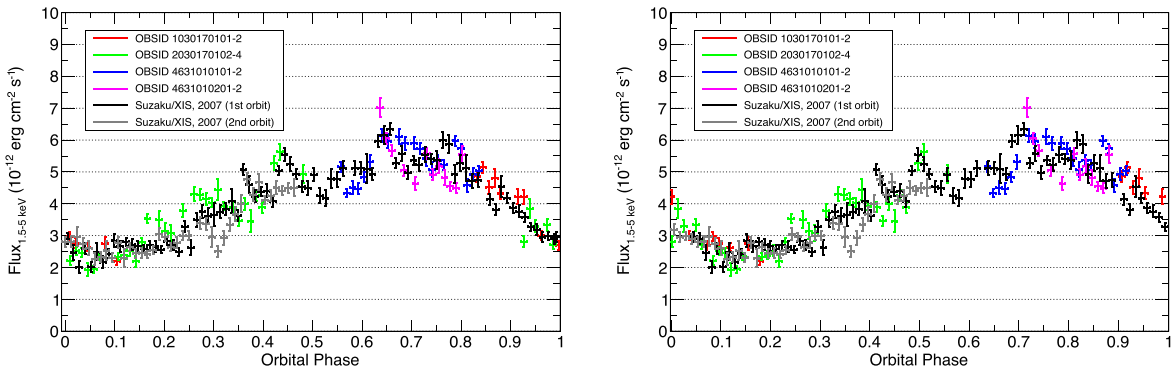 10
9
8
7
6
5
4
3
2
1
0
Flux1.5-5 keV (10-12 erg cm-2 s-1)
OBSID 1030170101-2
OBSID 2030170102-4
OBSID 4631010101-2
OBSID 4631010201-2
Suzaku/XIS, 2007 (1st orbit)
Suzaku/XIS, 2007 (2nd orbit)
0 0.1 0.2 0.3 0.4 0.5 0.6 0.7 0.8 0.9 1
Orbital Phase
10
9
8
7
6
5
4
3
2
1
0
Flux1.5-5 keV (10-12 erg cm-2 s-1)
OBSID 1030170101-2
OBSID 2030170102-4
OBSID 4631010101-2
OBSID 4631010201-2
Suzaku/XIS, 2007 (1st orbit)
Suzaku/XIS, 2007 (2nd orbit)
0 0.1 0.2 0.3 0.4 0.5 0.6 0.7 0.8 0.9 1
Orbital Phase